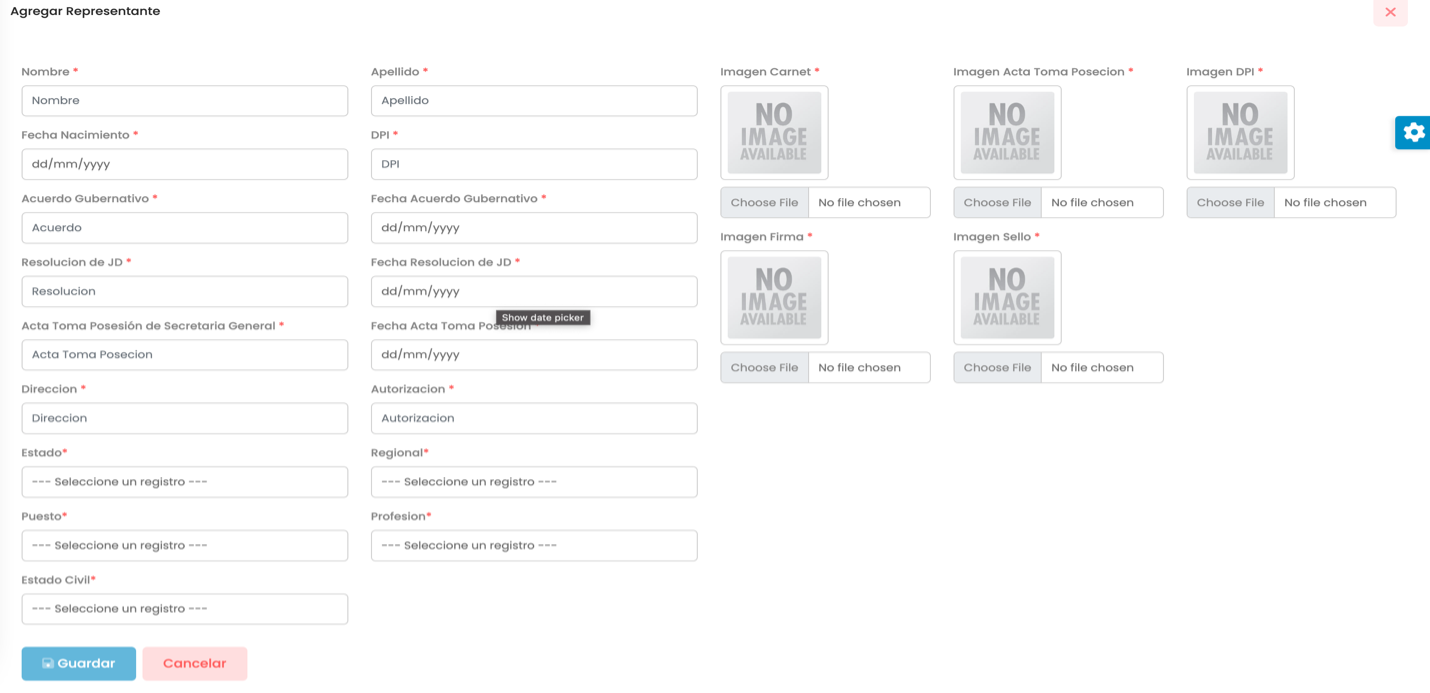 Agregar Representante
Nombre *
Nombre
Apellido *
Apellido
Fecha Nacimiento *
dd/mm/yyyy
DPI *
DPI
Acuerdo Gubernativo *
Acuerdo
Fecha Acuerdo Gubernativo *
dd/mm/yyyy
Resolucion de JD *
Resolucion
Fecha Resolucion de JD *
dd/mm/yyyy
Show date picker
Acta Toma Posesión de Secretaria General *
Acta Toma Posecion
Fecha Acta Toma Posesion
dd/mm/yyyy
Direccion *
Direccion
Autorizacion *
Autorizacion
Estado*
--- Seleccione un registro ---
Regional*
--- Seleccione un registro ---
Puesto*
--- Seleccione un registro ---
Profesion*
--- Seleccione un registro ---
Estado Civil*
--- Seleccione un registro ---
Imagen Carnet *
NO
IMAGE
AVAILABLE
Choose File No file chosen
Imagen Acta Toma Posecion *
NO
IMAGE
AVAILABLE
Choose File No file chosen
Imagen DPI *
NO
IMAGE
AVAILABLE
Choose File No file chosen
Imagen Firma *
NO
IMAGE
AVAILABLE
Choose File No file chosen
Imagen Sello *
NO
IMAGE
AVAILABLE
Choose File No file chosen
Guardar
Cancelar